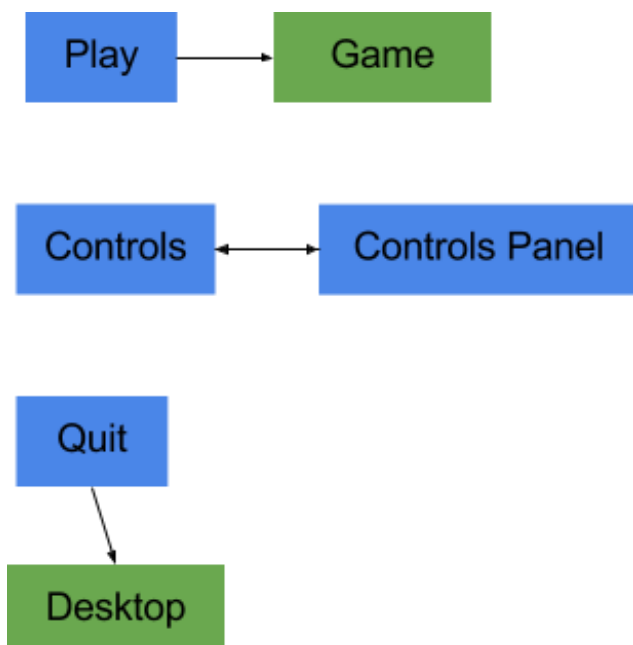 Play
Game
Controls
Controls Panel
Quit
Desktop